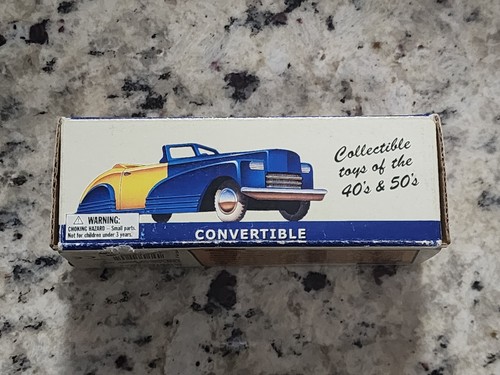 Collectible
toys of the
40's & 50's
WARNING:
CHOKING HAZARD - Small parts.
Not for children under 3 years.
CONVERTIBLE